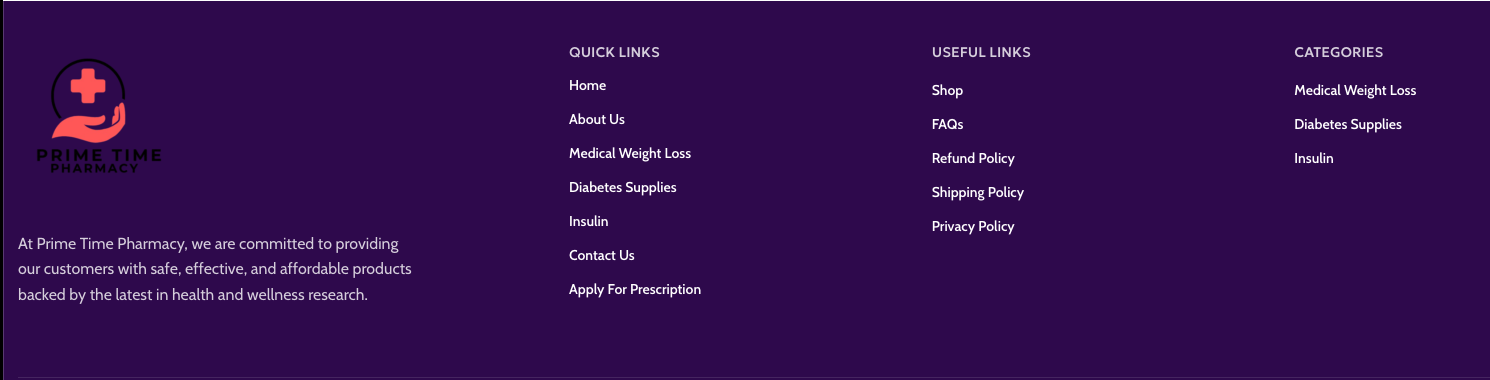 PRIME TIME
PHARMACY
At Prime Time Pharmacy, we are committed to providing
our customers with safe, effective, and affordable products
backed by the latest in health and wellness research.
QUICK LINKS
Home
About Us
Medical Weight Loss
Diabetes Supplies
Insulin
Contact Us
Apply For Prescription
USEFUL LINKS
Shop
FAQs
Refund Policy
Shipping Policy
Privacy Policy
CATEGORIES
Medical Weight Loss
Diabetes Supplies
Insulin